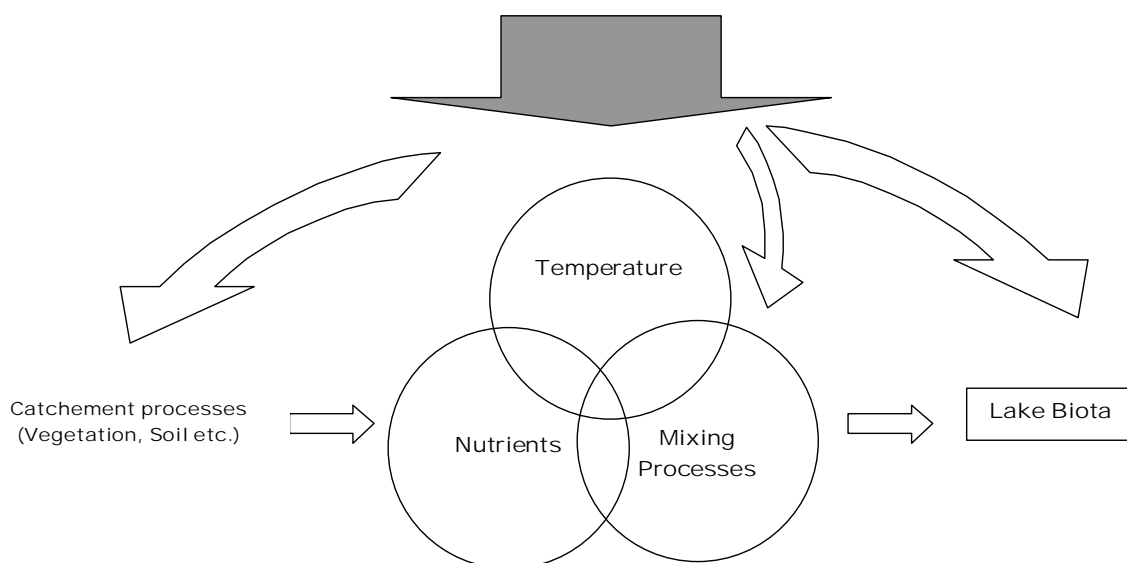 Temperature
Catchement processes
(Vegetation, Soil etc.)
Nutrients
Mixing
Processes
Lake Biota